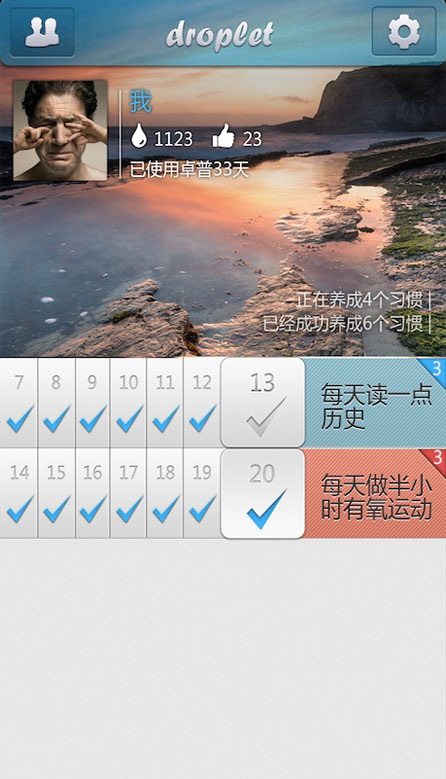 droplet
我
1123 23
已使用卓普33天
正在养成4个习惯
已经成功养成6个习惯
7 8 9 10 11 12 13
每天读一点
历史
3
14 15 16 17 18 19 20
每天做半小
时有氧运动
3